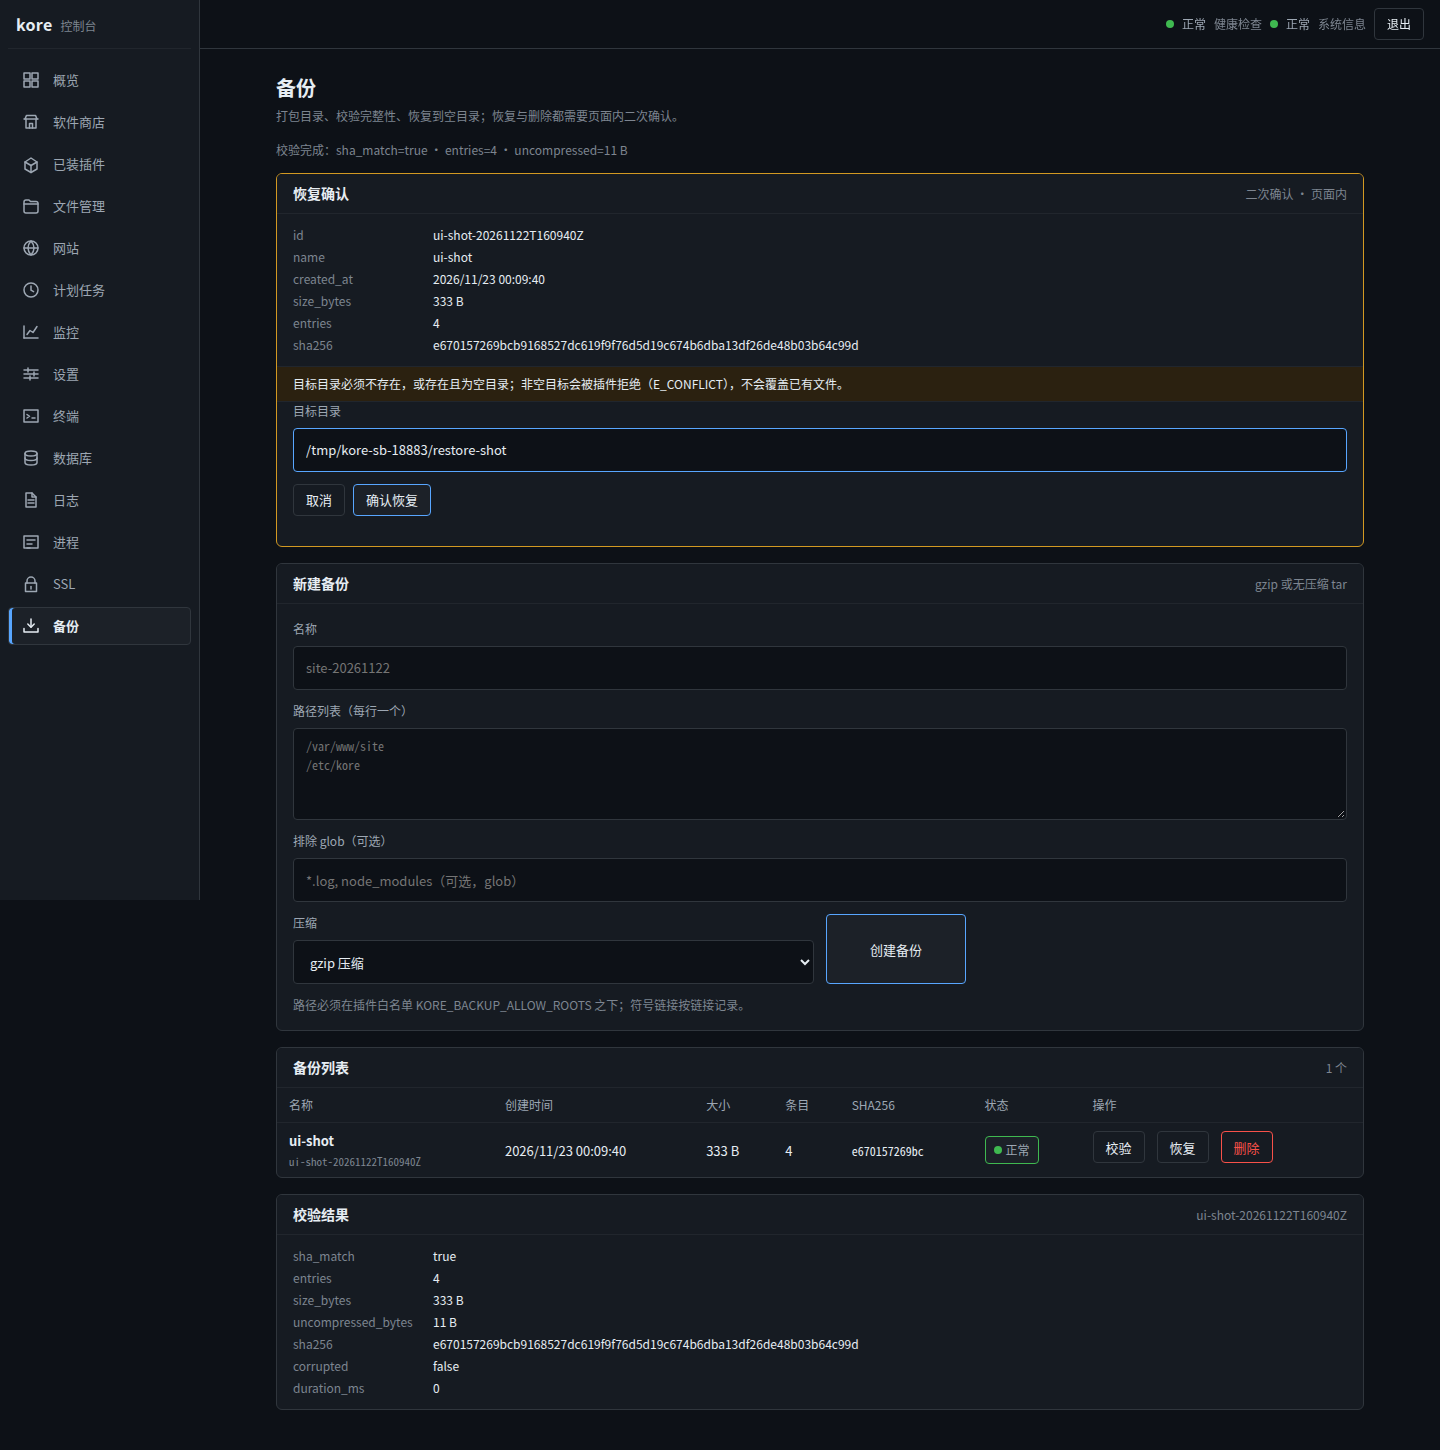 kore 控制台
正常 健康检查 正常 系统信息 退出
概览
软件商店
已装插件
文件管理
网站
计划任务
监控
设置
终端
数据库
日志
进程
SSL
备份
备份
打包目录、校验完整性、恢复到空目录；恢复与删除都需要页面内二次确认。
校验完成：sha_match=true · entries=4 · uncompressed=11 B
恢复确认 二次确认 · 页面内
id ui-shot-20261122T160940Z
name ui-shot
created_at 2026/11/23 00:09:40
size_bytes 333 B
entries 4
sha256 e670157269bcb9168527dc619f9f76d5d19c674b6dba13df26de48b03b64c99d
目标目录必须不存在，或存在且为空目录；非空目标会被插件拒绝（E_CONFLICT），不会覆盖已有文件。
目标目录
/tmp/kore-sb-18883/restore-shot
取消 确认恢复
新建备份 gzip 或无压缩 tar
名称
site-20261122
路径列表（每行一个）
/var/www/site
/etc/kore
排除 glob（可选）
*.log, node_modules（可选，glob）
压缩
gzip 压缩 创建备份
路径必须在插件白名单 KORE_BACKUP_ALLOW_ROOTS 之下；符号链接按链接记录。
备份列表 1 个
名称 创建时间 大小 条目 SHA256 状态 操作
ui-shot 2026/11/23 00:09:40 333 B 4 e670157269bc 正常 校验 恢复 删除
ui-shot-20261122T160940Z
校验结果 ui-shot-20261122T160940Z
sha_match true
entries 4
size_bytes 333 B
uncompressed_bytes 11 B
sha256 e670157269bcb9168527dc619f9f76d5d19c674b6dba13df26de48b03b64c99d
corrupted false
duration_ms 0